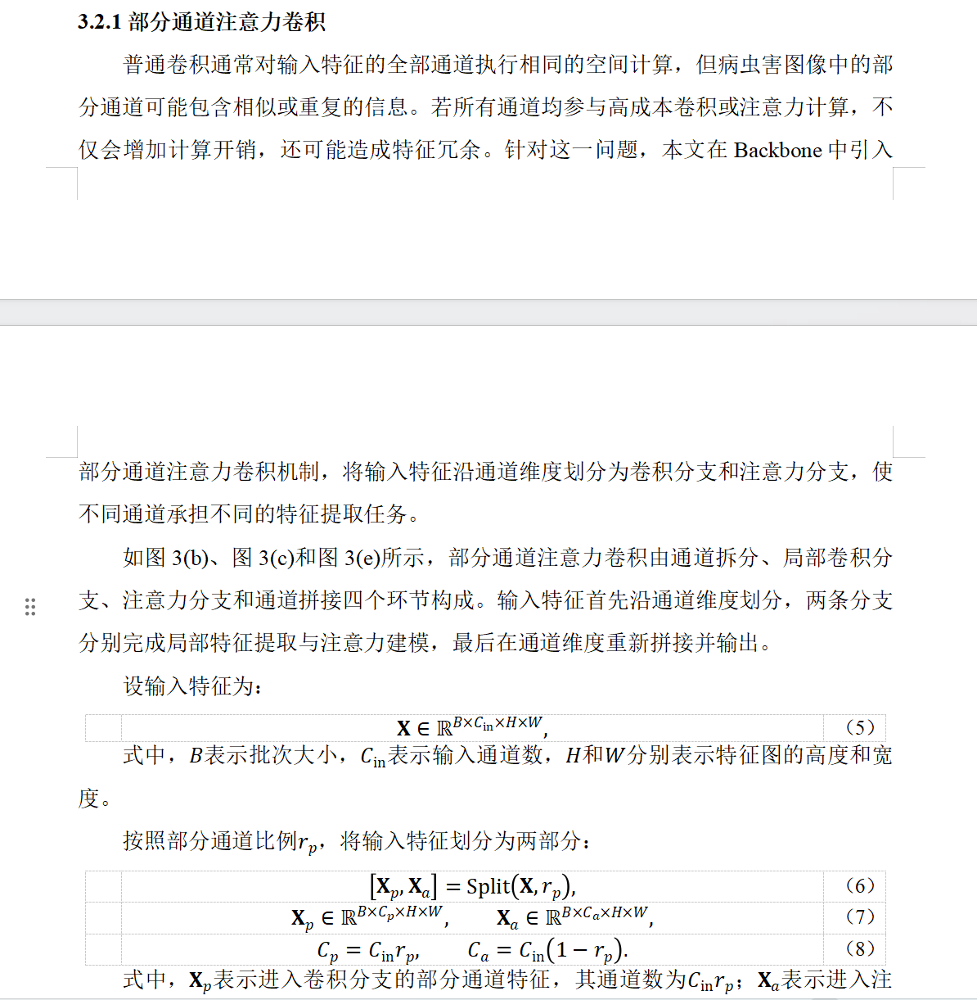 3.2.1 部分通道注意力卷积
普通卷积通常对输入特征的全部通道执行相同的空间计算，但病虫害图像中的部
分通道可能包含相似或重复的信息。若所有通道均参与高成本卷积或注意力计算，不
仅会增加计算开销，还可能造成特征冗余。针对这一问题，本文在 Backbone 中引入
部分通道注意力卷积机制，将输入特征沿通道维度划分为卷积分支和注意力分支，使
不同通道承担不同的特征提取任务。
如图 3(b)、图 3(c)和图 3(e)所示，部分通道注意力卷积由通道拆分、局部卷积分
支、注意力分支和通道拼接四个环节构成。输入特征首先沿通道维度划分，两条分支
分别完成局部特征提取与注意力建模，最后在通道维度重新拼接并输出。
设输入特征为：
𝐗 ∈ ℝ^{B×C_{in}×H×W}, （5）
式中，B表示批次大小，C_{in}表示输入通道数，H和W分别表示特征图的高度和宽
度。
按照部分通道比例r_p，将输入特征划分为两部分：
[𝐗_p, 𝐗_a] = Split(𝐗, r_p), （6）
𝐗_p ∈ ℝ^{B×C_p×H×W}, 𝐗_a ∈ ℝ^{B×C_a×H×W}, （7）
C_p = C_{in}r_p, C_a = C_{in}(1 − r_p). （8）
式中，𝐗_p表示进入卷积分支的部分通道特征，其通道数为C_{in}r_p；𝐗_a表示进入注